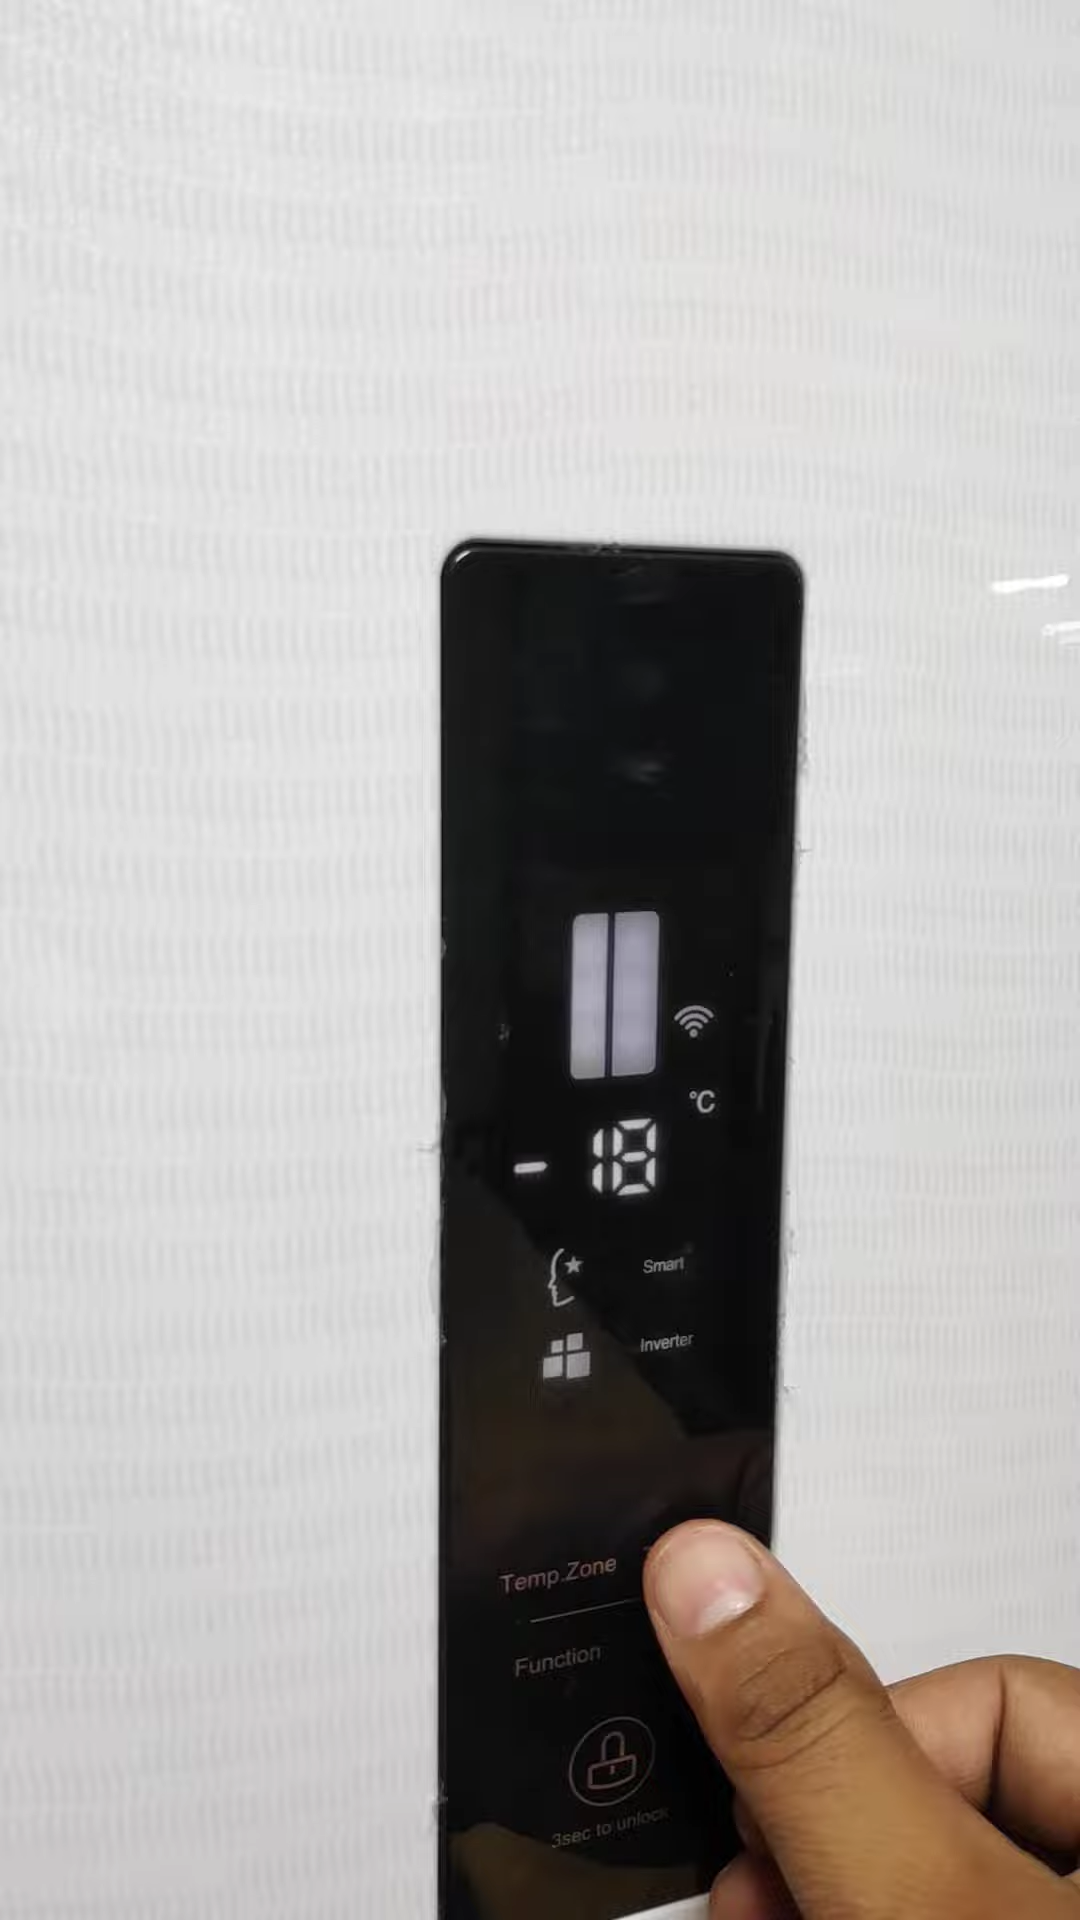 °C
- 18
Smart
Inverter
Temp.Zone
Function
3sec to unlock